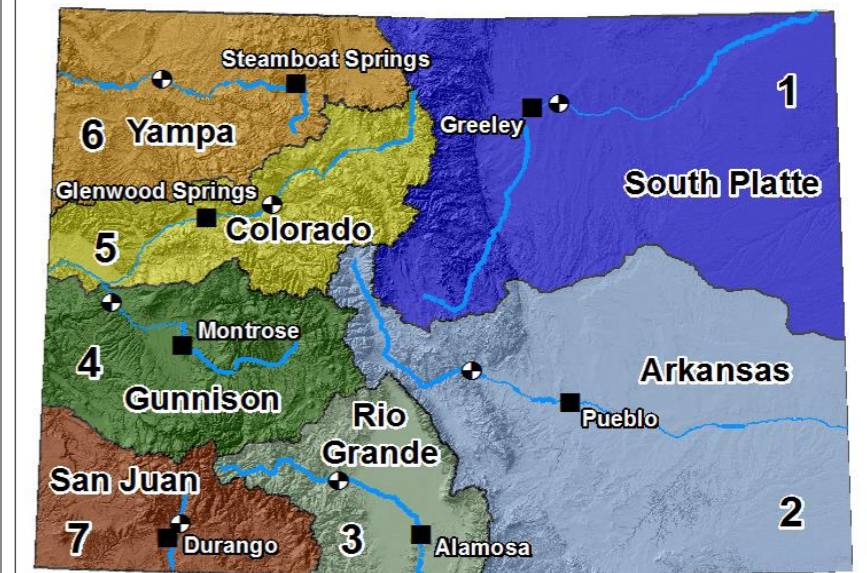 Steamboat Springs
1
Greeley
6 Yampa
South Platte
Glenwood Springs
Colorado
5
Montrose
4
Gunnison
Arkansas
Rio
Grande
Pueblo
San Juan
2
7
Durango
3
Alamosa